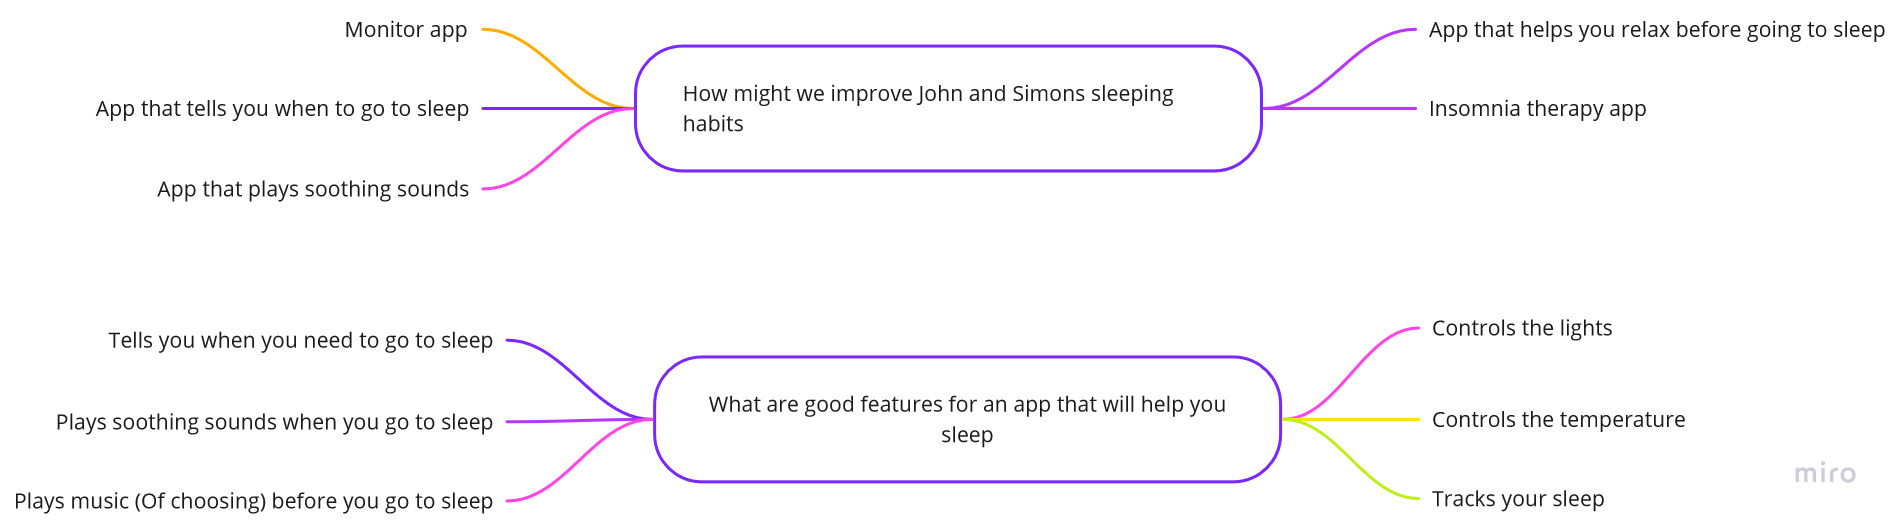 Monitor app
App that tells you when to go to sleep
App that plays soothing sounds
How might we improve John and Simons sleeping
habits
App that helps you relax before going to sleep
Insomnia therapy app
Tells you when you need to go to sleep
Plays soothing sounds when you go to sleep
Plays music (Of choosing) before you go to sleep
What are good features for an app that will help you
sleep
Controls the lights
Controls the temperature
Tracks your sleep
miro